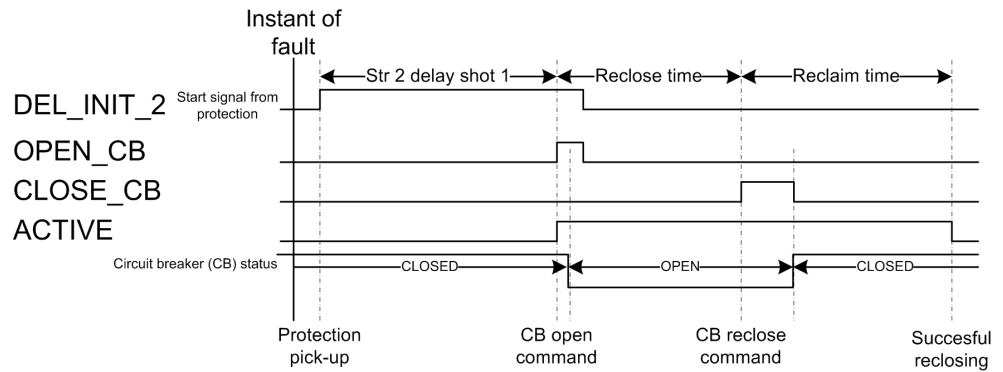 Instant of
fault
Str 2 delay shot 1
Reclose time
Reclaim time
DEL_INIT_2
Start signal from
protection
OPEN_CB
CLOSE_CB
ACTIVE
Circuit breaker (CB) status
CLOSED
OPEN
CLOSED
Protection
pick-up
CB open
command
CB reclose
command
Succesful
reclosing